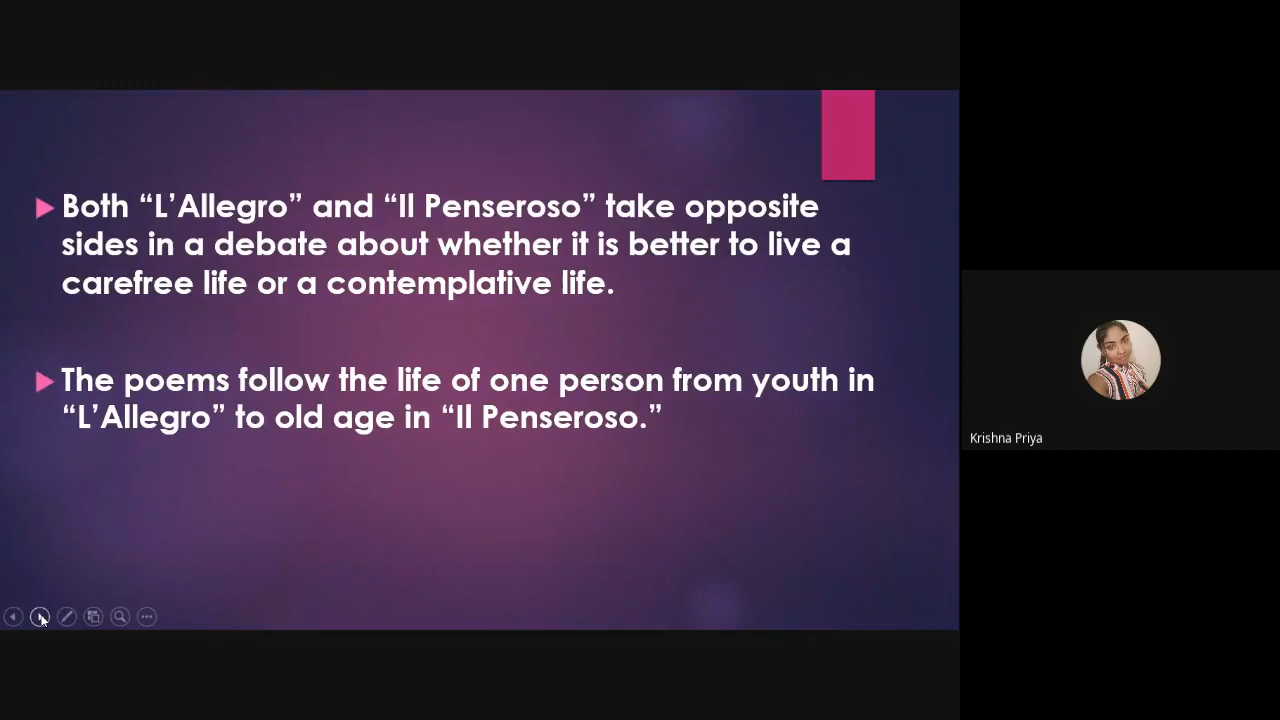 Both “L’Allegro” and “Il Penseroso” take opposite
sides in a debate about whether it is better to live a
carefree life or a contemplative life.
The poems follow the life of one person from youth in
“L’Allegro” to old age in “Il Penseroso.”
Krishna Priya